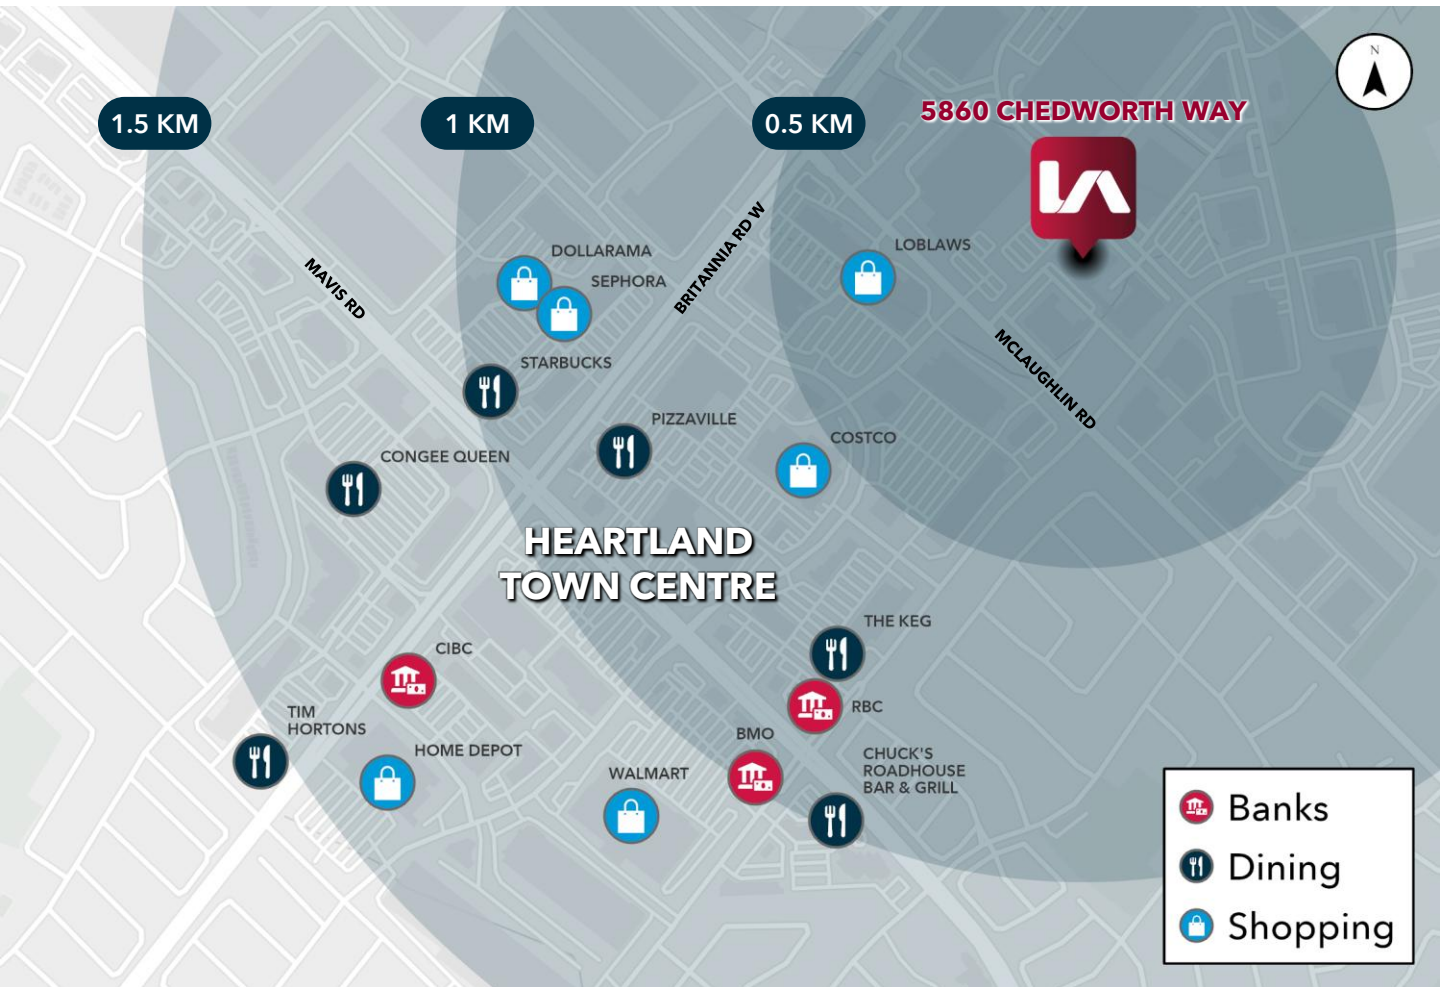 N
1.5 KM
1 KM
0.5 KM
5860 CHEDWORTH WAY
LA
MAVIS RD
BRITANNIA RD W
MCLAUGHLIN RD
DOLLARAMA
SEPHORA
LOBLAWS
STARBUCKS
PIZZAVILLE
COSTCO
CONGEE QUEEN
HEARTLAND
TOWN CENTRE
THE KEG
CIBC
RBC
TIM
HORTONS
BMO
HOME DEPOT
WALMART
CHUCK'S
ROADHOUSE
BAR & GRILL
Banks
Dining
Shopping